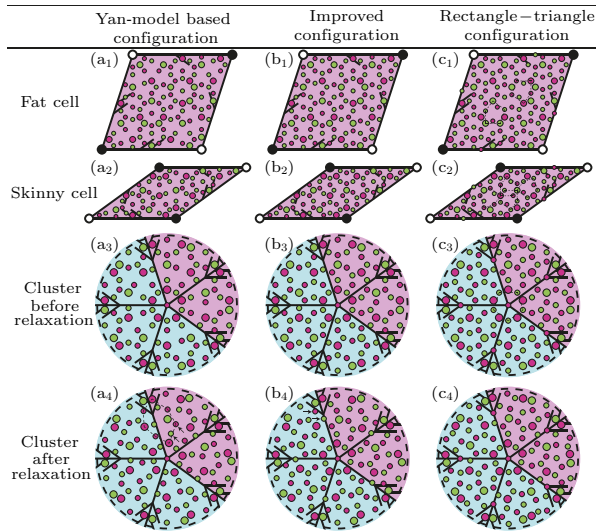 Yan-model based
configuration
Improved
configuration
Rectangle−triangle
configuration
Fat cell
(a1)
(b1)
(c1)
Skinny cell
(a2)
(b2)
(c2)
Cluster
before
relaxation
(a3)
(b3)
(c3)
Cluster
after
relaxation
(a4)
(b4)
(c4)